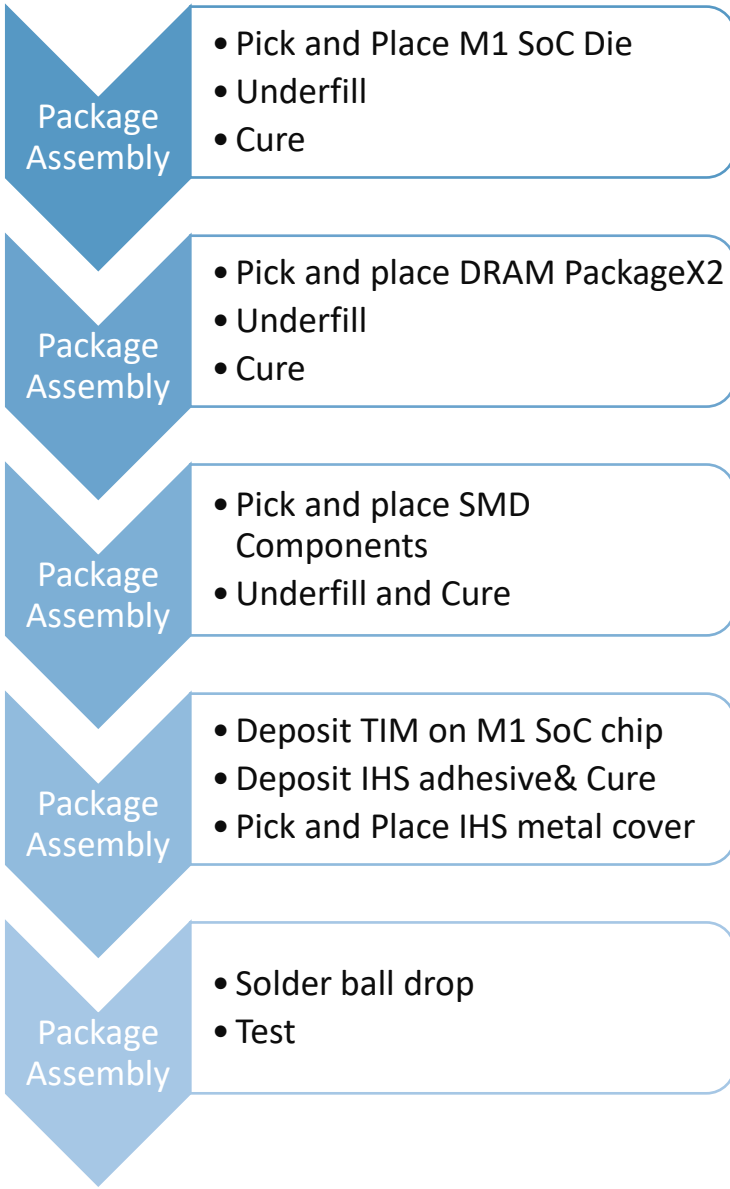 Package
Assembly
• Pick and Place M1 SoC Die
• Underfill
• Cure
Package
Assembly
• Pick and place DRAM PackageX2
• Underfill
• Cure
Package
Assembly
• Pick and place SMD
Components
• Underfill and Cure
Package
Assembly
• Deposit TIM on M1 SoC chip
• Deposit IHS adhesive& Cure
• Pick and Place IHS metal cover
Package
Assembly
• Solder ball drop
• Test